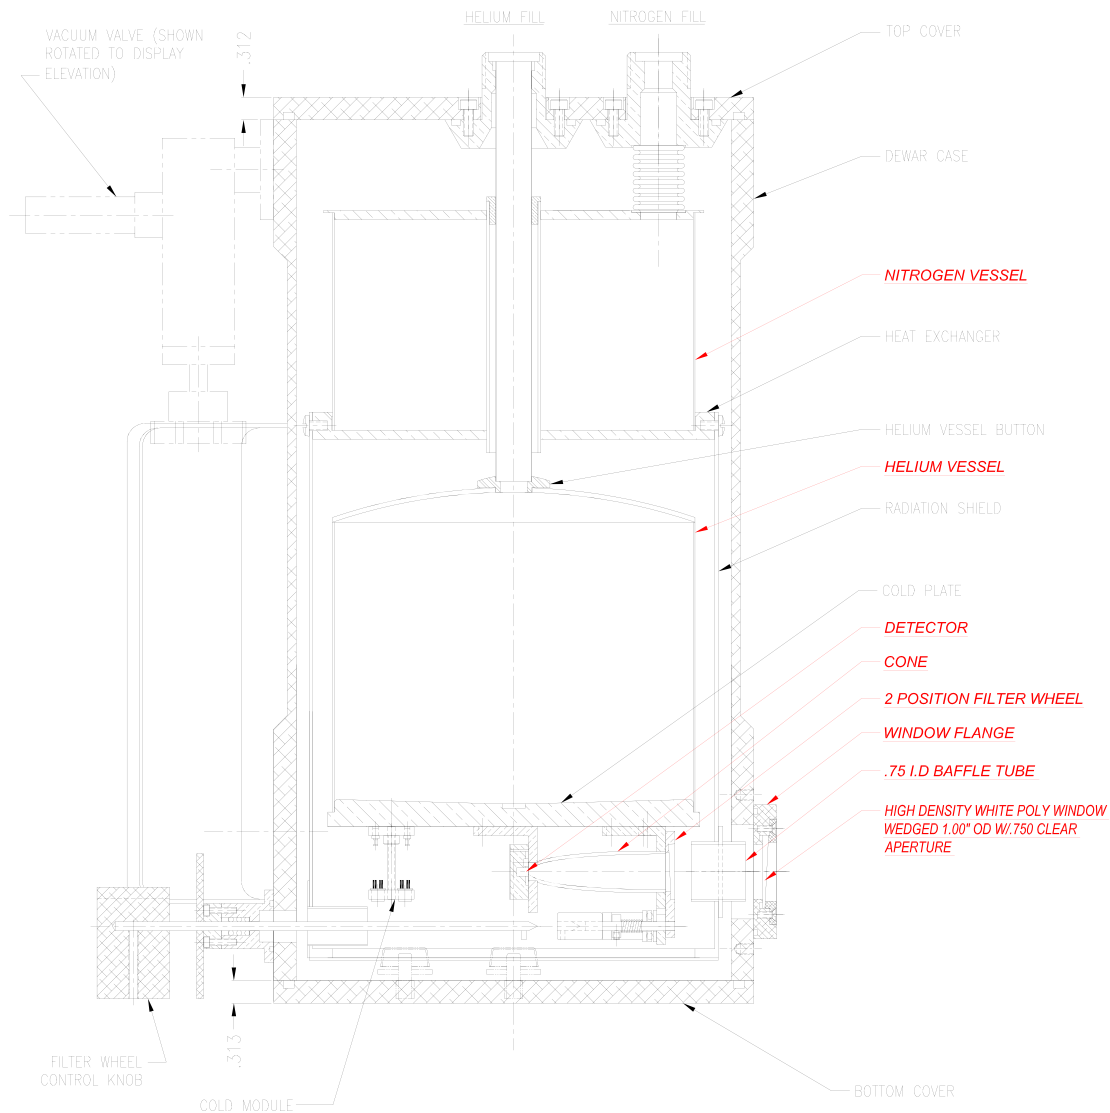 HELIUM FILL
NITROGEN FILL
VACUUM VALVE (SHOWN
ROTATED TO DISPLAY
ELEVATION)
.312
TOP COVER
DEWAR CASE
NITROGEN VESSEL
HEAT EXCHANGER
HELIUM VESSEL BUTTON
HELIUM VESSEL
RADIATION SHIELD
COLD PLATE
DETECTOR
CONE
2 POSITION FILTER WHEEL
WINDOW FLANGE
.75 I.D BAFFLE TUBE
HIGH DENSITY WHITE POLY WINDOW
WEDGED 1.00" OD W/.750 CLEAR
APERTURE
.313
FILTER WHEEL
CONTROL KNOB
COLD MODULE
BOTTOM COVER